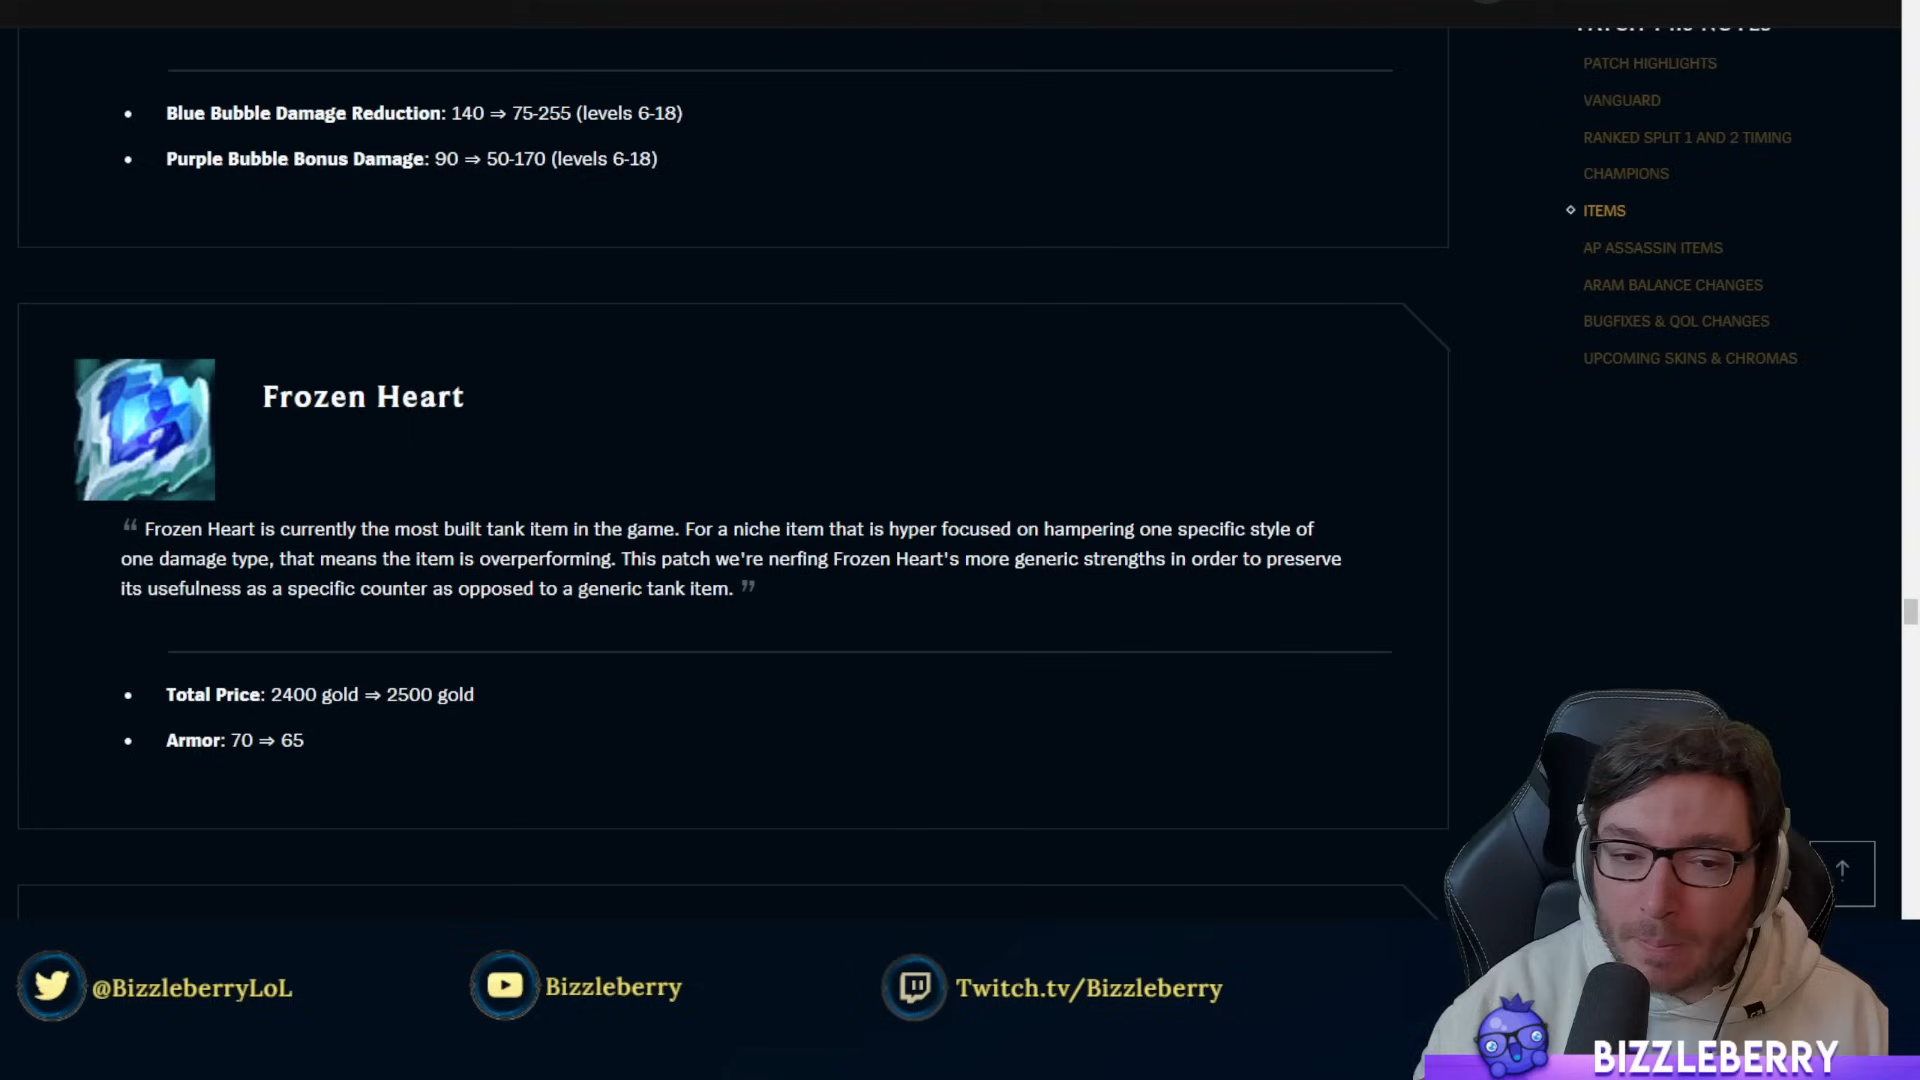 Blue Bubble Damage Reduction: 140 ⇒ 75-255 (levels 6-18)
Purple Bubble Bonus Damage: 90 ⇒ 50-170 (levels 6-18)
Frozen Heart
“ Frozen Heart is currently the most built tank item in the game. For a niche item that is hyper focused on hampering one specific style of
one damage type, that means the item is overperforming. This patch we're nerfing Frozen Heart's more generic strengths in order to preserve
its usefulness as a specific counter as opposed to a generic tank item. ”
Total Price: 2400 gold ⇒ 2500 gold
Armor: 70 ⇒ 65
PATCH HIGHLIGHTS
VANGUARD
RANKED SPLIT 1 AND 2 TIMING
CHAMPIONS
ITEMS
AP ASSASSIN ITEMS
ARAM BALANCE CHANGES
BUGFIXES & QOL CHANGES
UPCOMING SKINS & CHROMAS
@BizzleberryLoL
Bizzleberry
Twitch.tv/Bizzleberry
BIZZLEBERRY